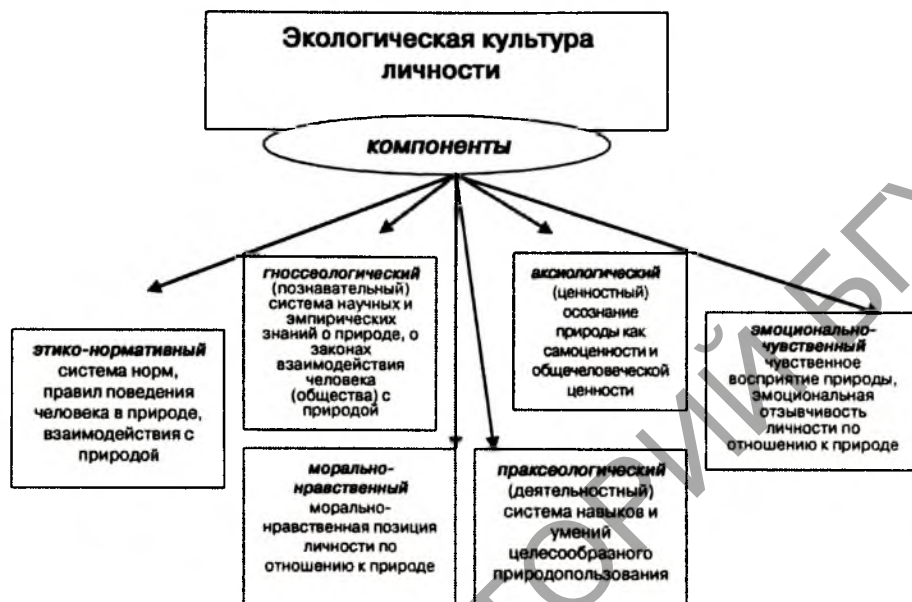 Экологическая культура
личности
компоненты
гноссеологический
(познавательный)
система научных и
эмпирических
знаний о природе, о
законах
взаимодействия
человека
(общества) с
природой
аксиологический
(ценностный)
осознание
природы как
самоценности и
общечеловеческой
ценности
этико-нормативный
система норм,
правил поведения
человека в природе,
взаимодействия с
природой
эмоционально-
чувственный
чувственное
восприятие природы,
эмоциональная
отзывчивость
личности по
отношению к природе
морально-
нравственный
морально-
нравственная позиция
личности по
отношению к природе
праксеологический
(деятельностный)
система навыков и
умений
целесообразного
природопользования
ТОРИЙ БГУ